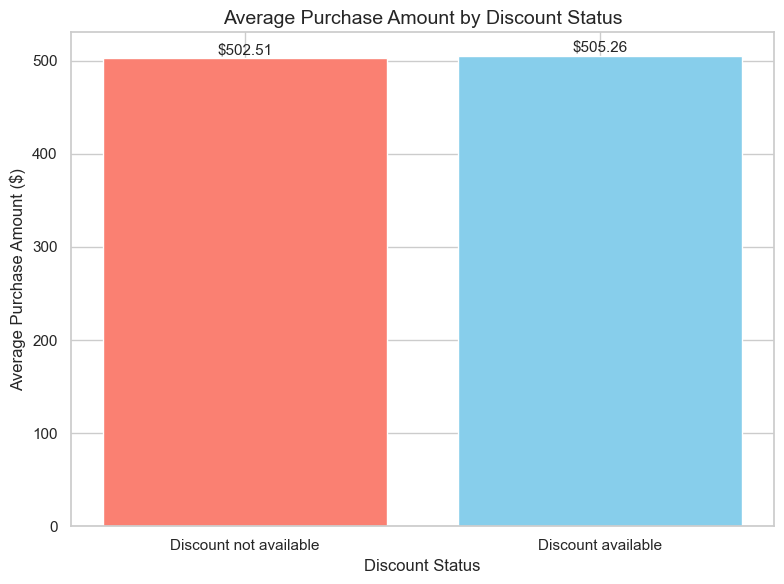 Average Purchase Amount by Discount Status
$502.51
$505.26
500
400
300
200
100
0
Average Purchase Amount ($)
Discount not available
Discount available
Discount Status